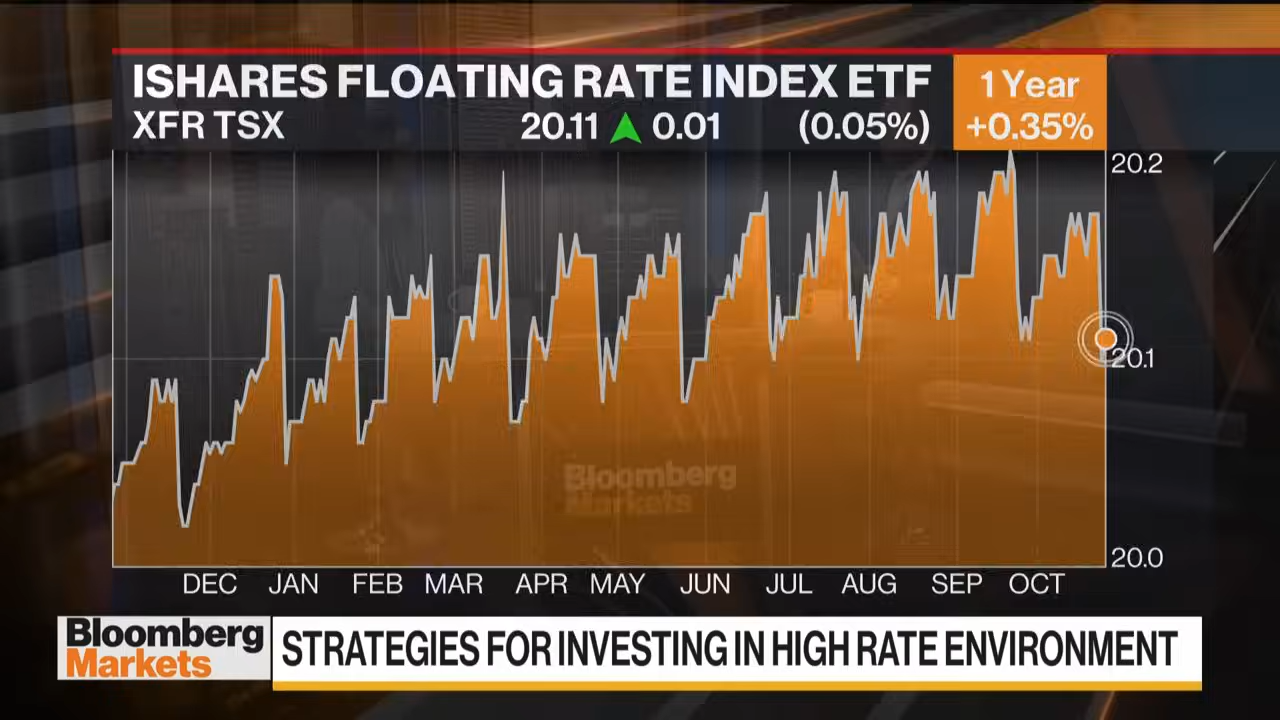 ISHARES FLOATING RATE INDEX ETF
XFR TSX 20.11 ▲ 0.01 (0.05%)
1 Year
+0.35%
20.2
20.1
20.0
Bloomberg
Markets
DEC JAN FEB MAR APR MAY JUN JUL AUG SEP OCT
Bloomberg
Markets
STRATEGIES FOR INVESTING IN HIGH RATE ENVIRONMENT